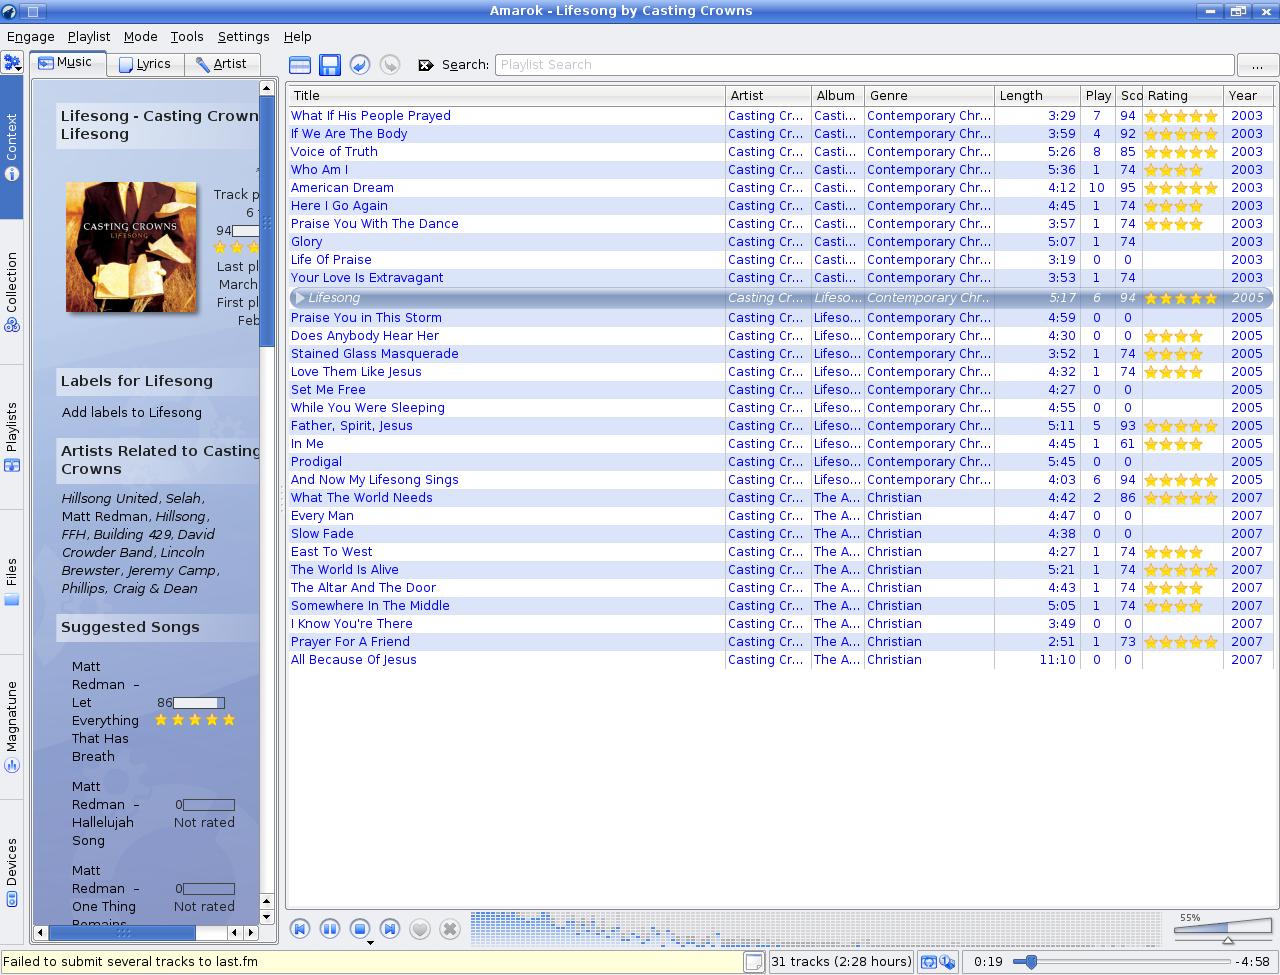 Amarok - Lifesong by Casting Crowns
Engage Playlist Mode Tools Settings Help
Music Lyrics Artist
Search: Playlist Search ...
Context
Collection
Playlists
Files
Magnatune
Devices
Lifesong - Casting Crown
Lifesong
CASTING CROWNS
LIFESONG
Track p
6
94
Last pl
March
First pl
Feb
Labels for Lifesong
Add labels to Lifesong
Artists Related to Casting
Crowns
Hillsong United, Selah,
Matt Redman, Hillsong,
FFH, Building 429, David
Crowder Band, Lincoln
Brewster, Jeremy Camp,
Phillips, Craig & Dean
Suggested Songs
Matt
Redman –
Let 86
Everything
That Has
Breath
Matt
Redman – 0
Hallelujah Not rated
Song
Matt
Redman – 0
One Thing Not rated
Remains
Title Artist Album Genre Length Play Sco Rating Year
What If His People Prayed Casting Cr... Casti... Contemporary Chr... 3:29 7 94 2003
If We Are The Body Casting Cr... Casti... Contemporary Chr... 3:59 4 92 2003
Voice of Truth Casting Cr... Casti... Contemporary Chr... 5:26 8 85 2003
Who Am I Casting Cr... Casti... Contemporary Chr... 5:36 1 74 2003
American Dream Casting Cr... Casti... Contemporary Chr... 4:12 10 95 2003
Here I Go Again Casting Cr... Casti... Contemporary Chr... 4:45 1 74 2003
Praise You With The Dance Casting Cr... Casti... Contemporary Chr... 3:57 1 74 2003
Glory Casting Cr... Casti... Contemporary Chr... 5:07 1 74 2003
Life Of Praise Casting Cr... Casti... Contemporary Chr... 3:19 0 0 2003
Your Love Is Extravagant Casting Cr... Casti... Contemporary Chr... 3:53 1 74 2003
Lifesong Casting Cr... Lifeso... Contemporary Chr.. 5:17 6 94 2005
Praise You in This Storm Casting Cr... Lifeso... Contemporary Chr... 4:59 0 0 2005
Does Anybody Hear Her Casting Cr... Lifeso... Contemporary Chr... 4:30 0 0 2005
Stained Glass Masquerade Casting Cr... Lifeso... Contemporary Chr... 3:52 1 74 2005
Love Them Like Jesus Casting Cr... Lifeso... Contemporary Chr... 4:32 1 74 2005
Set Me Free Casting Cr... Lifeso... Contemporary Chr... 4:27 0 0 2005
While You Were Sleeping Casting Cr... Lifeso... Contemporary Chr... 4:55 0 0 2005
Father, Spirit, Jesus Casting Cr... Lifeso... Contemporary Chr... 5:11 5 93 2005
In Me Casting Cr... Lifeso... Contemporary Chr... 4:45 1 61 2005
Prodigal Casting Cr... Lifeso... Contemporary Chr... 5:45 0 0 2005
And Now My Lifesong Sings Casting Cr... Lifeso... Contemporary Chr... 4:03 6 94 2005
What The World Needs Casting Cr... The A... Christian 4:42 2 86 2007
Every Man Casting Cr... The A... Christian 4:47 0 0 2007
Slow Fade Casting Cr... The A... Christian 4:38 0 0 2007
East To West Casting Cr... The A... Christian 4:27 1 74 2007
The World Is Alive Casting Cr... The A... Christian 5:21 1 74 2007
The Altar And The Door Casting Cr... The A... Christian 4:43 1 74 2007
Somewhere In The Middle Casting Cr... The A... Christian 5:05 1 74 2007
I Know You're There Casting Cr... The A... Christian 3:49 0 0 2007
Prayer For A Friend Casting Cr... The A... Christian 2:51 1 73 2007
All Because Of Jesus Casting Cr... The A... Christian 11:10 0 0 2007
55%
Failed to submit several tracks to last.fm 31 tracks (2:28 hours) 0:19 -4:58